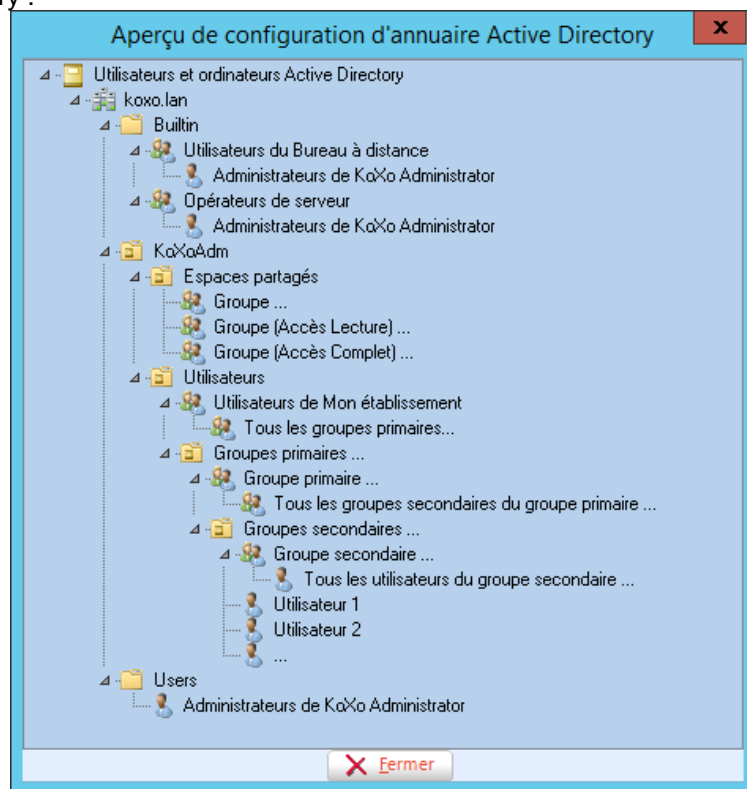 ry :
Aperçu de configuration d'annuaire Active Directory
x
Utilisateurs et ordinateurs Active Directory
koxo.lan
Builtin
Utilisateurs du Bureau à distance
Administrateurs de KoXo Administrator
Opérateurs de serveur
Administrateurs de KoXo Administrator
KoXoAdm
Espaces partagés
Groupe ...
Groupe (Accès Lecture) ...
Groupe (Accès Complet) ...
Utilisateurs
Utilisateurs de Mon établissement
Tous les groupes primaires...
Groupes primaires ...
Groupe primaire ...
Tous les groupes secondaires du groupe primaire ...
Groupes secondaires ...
Groupe secondaire ...
Tous les utilisateurs du groupe secondaire ...
Utilisateur 1
Utilisateur 2
...
Users
Administrateurs de KoXo Administrator
Fermer